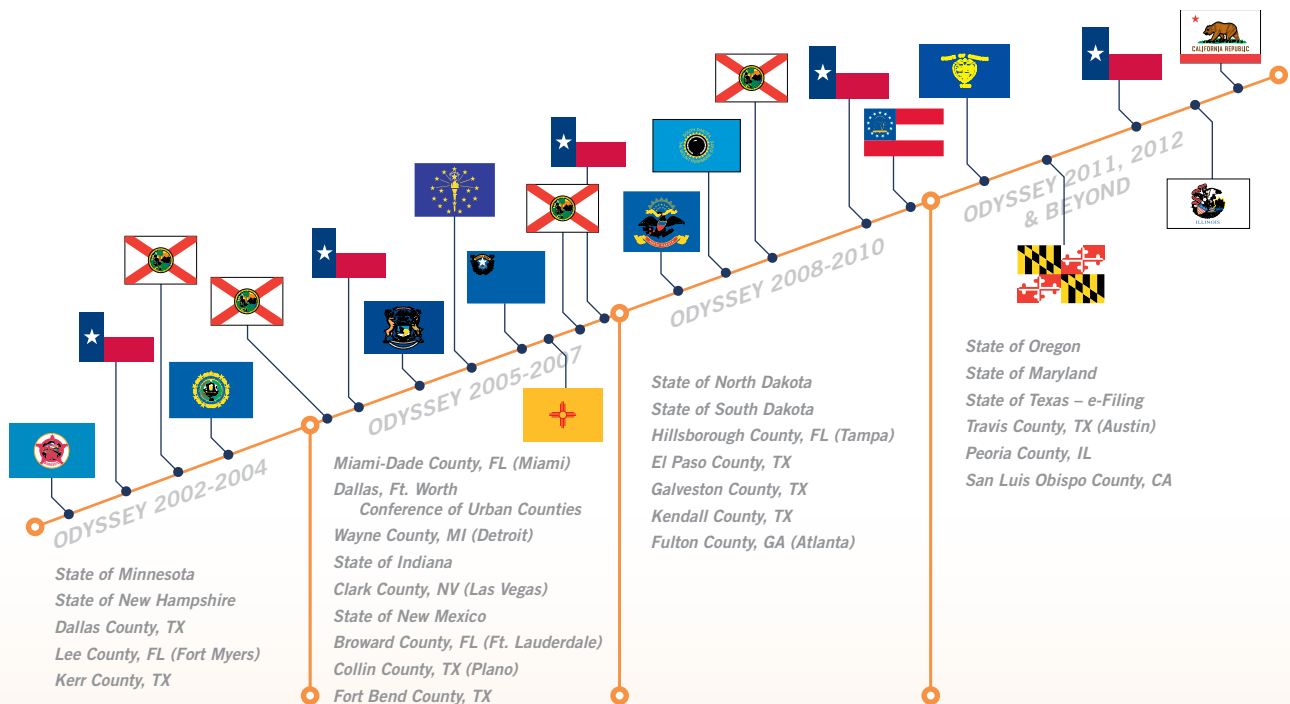 CALIFORNIA REPUBLIC
ILLINOIS
ODYSSEY 2002-2004
State of Minnesota
State of New Hampshire
Dallas County, TX
Lee County, FL (Fort Myers)
Kerr County, TX
ODYSSEY 2005-2007
Miami-Dade County, FL (Miami)
Dallas, Ft. Worth
Conference of Urban Counties
Wayne County, MI (Detroit)
State of Indiana
Clark County, NV (Las Vegas)
State of New Mexico
Broward County, FL (Ft. Lauderdale)
Collin County, TX (Plano)
Fort Bend County, TX
ODYSSEY 2008-2010
State of North Dakota
State of South Dakota
Hillsborough County, FL (Tampa)
El Paso County, TX
Galveston County, TX
Kendall County, TX
Fulton County, GA (Atlanta)
ODYSSEY 2011, 2012
& BEYOND
State of Oregon
State of Maryland
State of Texas – e-Filing
Travis County, TX (Austin)
Peoria County, IL
San Luis Obispo County, CA